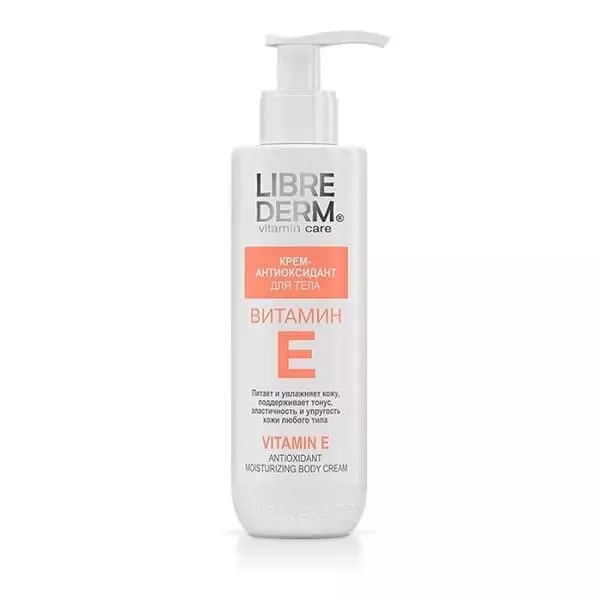 LIBRE
DERM®
vitamin care
КРЕМ-
АНТИОКСИДАНТ
ДЛЯ ТЕЛА
ВИТАМИН
E
Питает и увлажняет кожу,
поддерживает тонус,
эластичность и упругость
кожи любого типа
VITAMIN E
ANTIOXIDANT
MOISTURIZING BODY CREAM